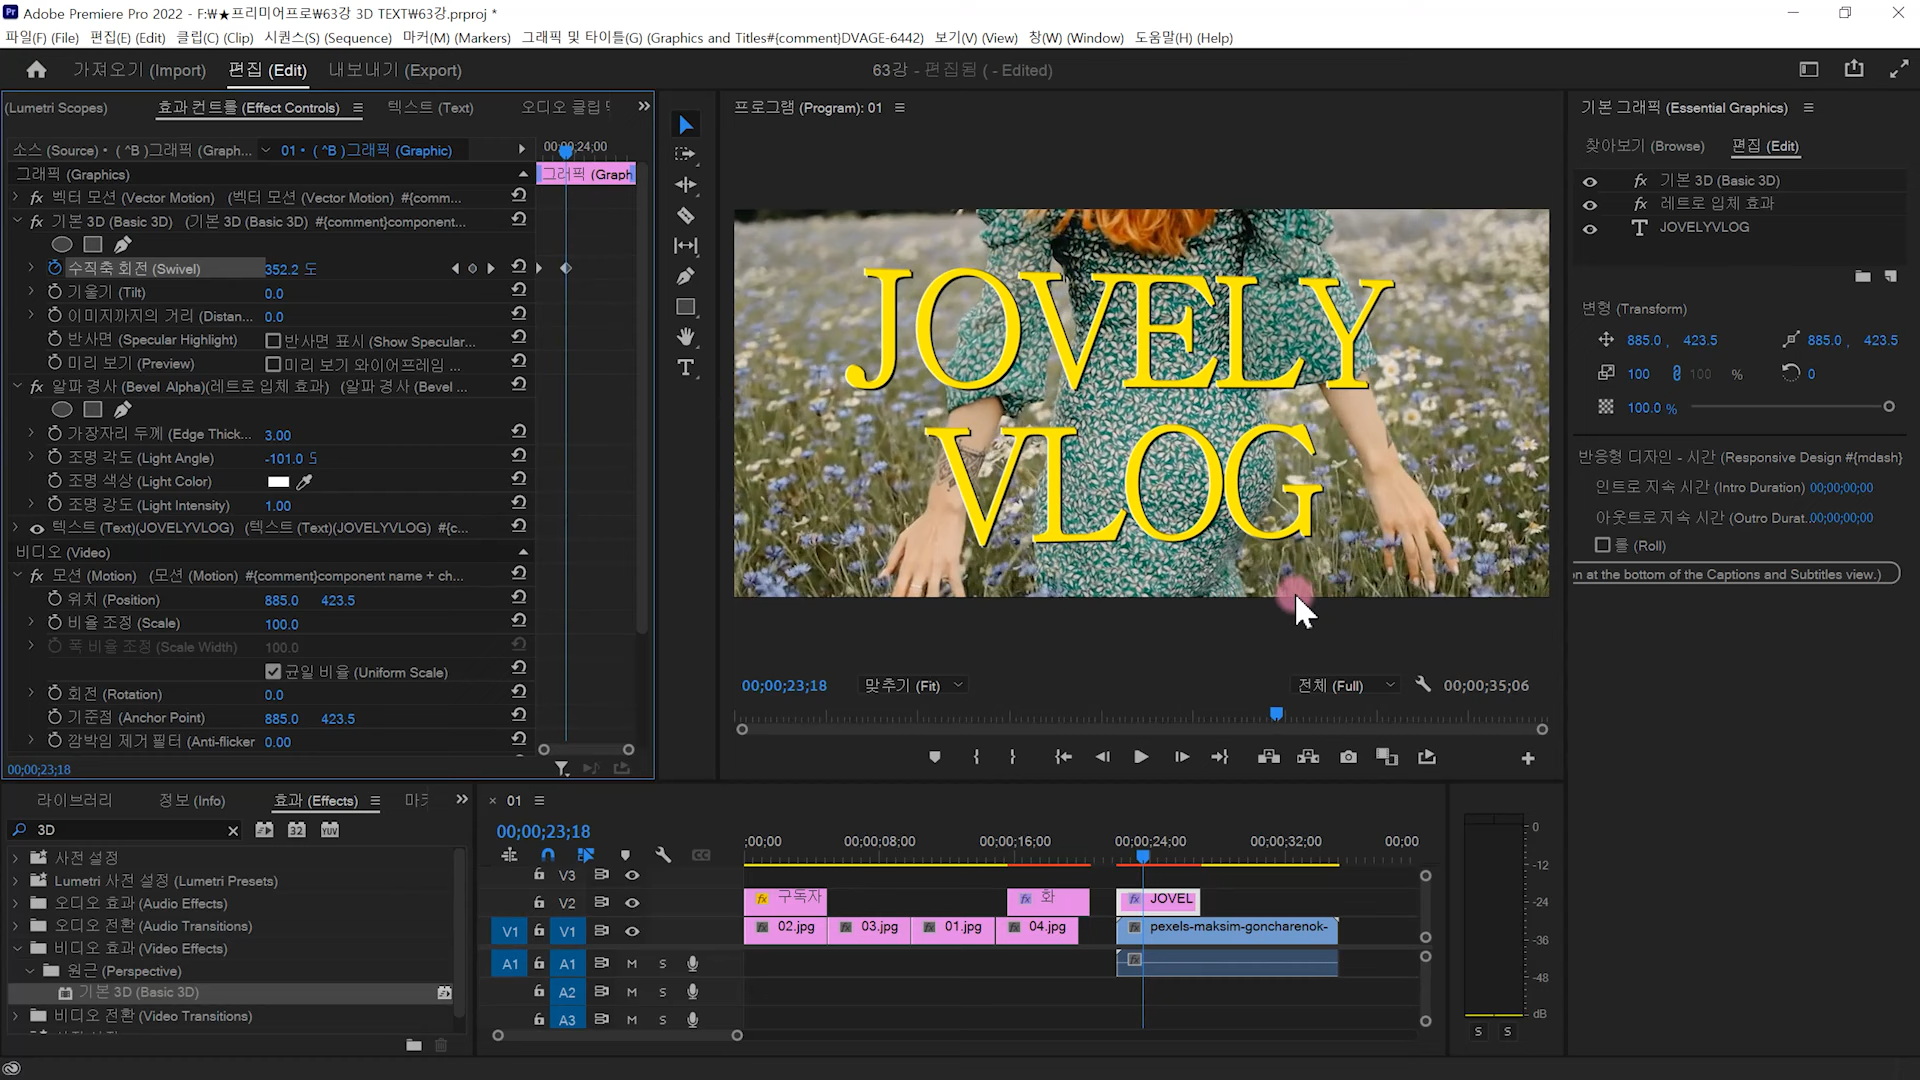 Adobe Premiere Pro 2022 - F:₩★프리미어프로₩63강 3D TEXT₩63강.prproj *
파일(F) (File) 편집(E) (Edit) 클립(C) (Clip) 시퀀스(S) (Sequence) 마커(M) (Markers) 그래픽 및 타이틀(G) (Graphics and Titles#{comment}DVAGE-6442) 보기(V) (View) 창(W) (Window) 도움말(H) (Help)
가져오기 (Import) 편집 (Edit) 내보내기 (Export)
63강 - 편집됨 ( - Edited)
(Lumetri Scopes) 효과 컨트롤 (Effect Controls) 텍스트 (Text) 오디오 클립
소스 (Source) • ( ^B )그래픽 (Graph... 01 • ( ^B )그래픽 (Graphic) 00;00;24;00
그래픽 (Graphics) 그래픽 (Graph
벡터 모션 (Vector Motion) (벡터 모션 (Vector Motion) #{comm...
기본 3D (Basic 3D) (기본 3D (Basic 3D) #{comment}component...
수직축 회전 (Swivel) 352.2 도
기울기 (Tilt) 0.0
이미지까지의 거리 (Distan... 0.0
반사면 (Specular Highlight) 반사면 표시 (Show Specular...
미리 보기 (Preview) 미리 보기 와이어프레임 ...
알파 경사 (Bevel Alpha)(레트로 입체 효과) (알파 경사 (Bevel ...
가장자리 두께 (Edge Thick... 3.00
조명 각도 (Light Angle) -101.0
조명 색상 (Light Color)
조명 강도 (Light Intensity) 1.00
텍스트 (Text)(JOVELYVLOG) (텍스트 (Text)(JOVELYVLOG) #{c...
비디오 (Video)
모션 (Motion) (모션 (Motion) #{comment}component name + ch...
위치 (Position) 885.0 423.5
비율 조정 (Scale) 100.0
폭 비율 조정 (Scale Width) 100.0
균일 비율 (Uniform Scale)
회전 (Rotation) 0.0
기준점 (Anchor Point) 885.0 423.5
깜박임 제거 필터 (Anti-flicker 0.00
00;00;23;18
프로그램 (Program): 01
JOVELY
VLOG
00;00;23;18 맞추기 (Fit) 전체 (Full) 00;00;35;06
기본 그래픽 (Essential Graphics)
찾아보기 (Browse) 편집 (Edit)
기본 3D (Basic 3D)
레트로 입체 효과
JOVELYVLOG
변형 (Transform)
885.0 , 423.5 885.0 , 423.5
100 100 % 0
100.0 %
반응형 디자인 - 시간 (Responsive Design #{mdash}
인트로 지속 시간 (Intro Duration) 00;00;00;00
아웃트로 지속 시간 (Outro Durat.. 00;00;00;00
롤 (Roll)
on at the bottom of the Captions and Subtitles view.)
라이브러리 정보 (Info) 효과 (Effects)
3D
32 YUV
사전 설정
Lumetri 사전 설정 (Lumetri Presets)
오디오 효과 (Audio Effects)
오디오 전환 (Audio Transitions)
비디오 효과 (Video Effects)
원근 (Perspective)
기본 3D (Basic 3D)
비디오 전환 (Video Transitions)
01
00;00;23;18
;00;00 00;00;08;00 00;00;16;00 00;00;24;00 00;00;32;00 00;00
V3
V2 구독자 화 JOVEL
V1 V1 02.jpg 03.jpg 01.jpg 04.jpg pexels-maksim-goncharenok-
A1 A1 M S
A2 M S
A3 M S
0
-12
-24
-36
-48
dB
S S